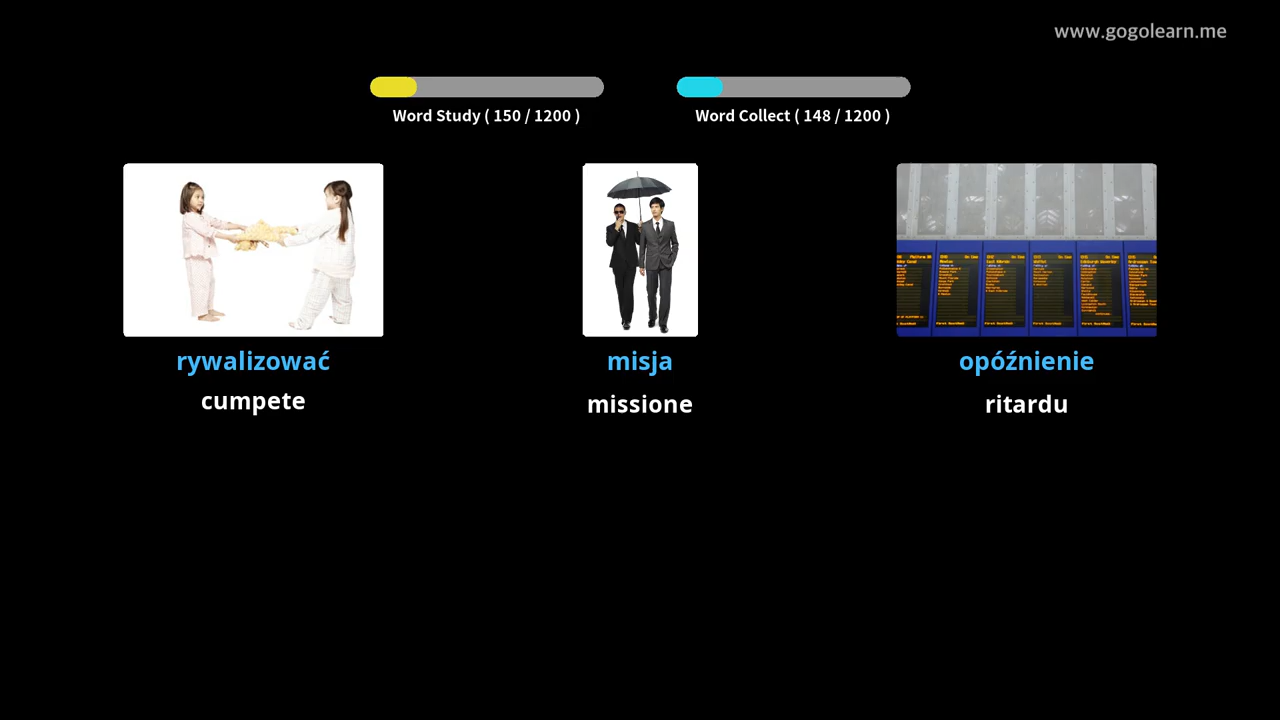 www.gogolearn.me
Word Study ( 150 / 1200 )
Word Collect ( 148 / 1200 )
rywalizować
cumpete
misja
missione
opóźnienie
ritardu